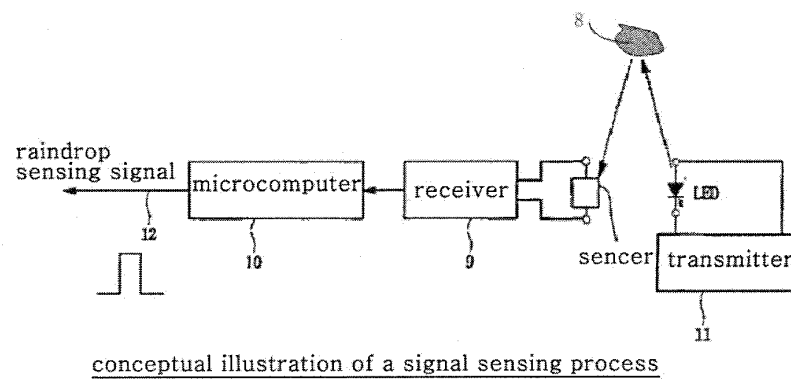 8
raindrop
sensing signal
microcomputer
receiver
LED
12
10
9
sencer
transmitter
11
conceptual illustration of a signal sensing process